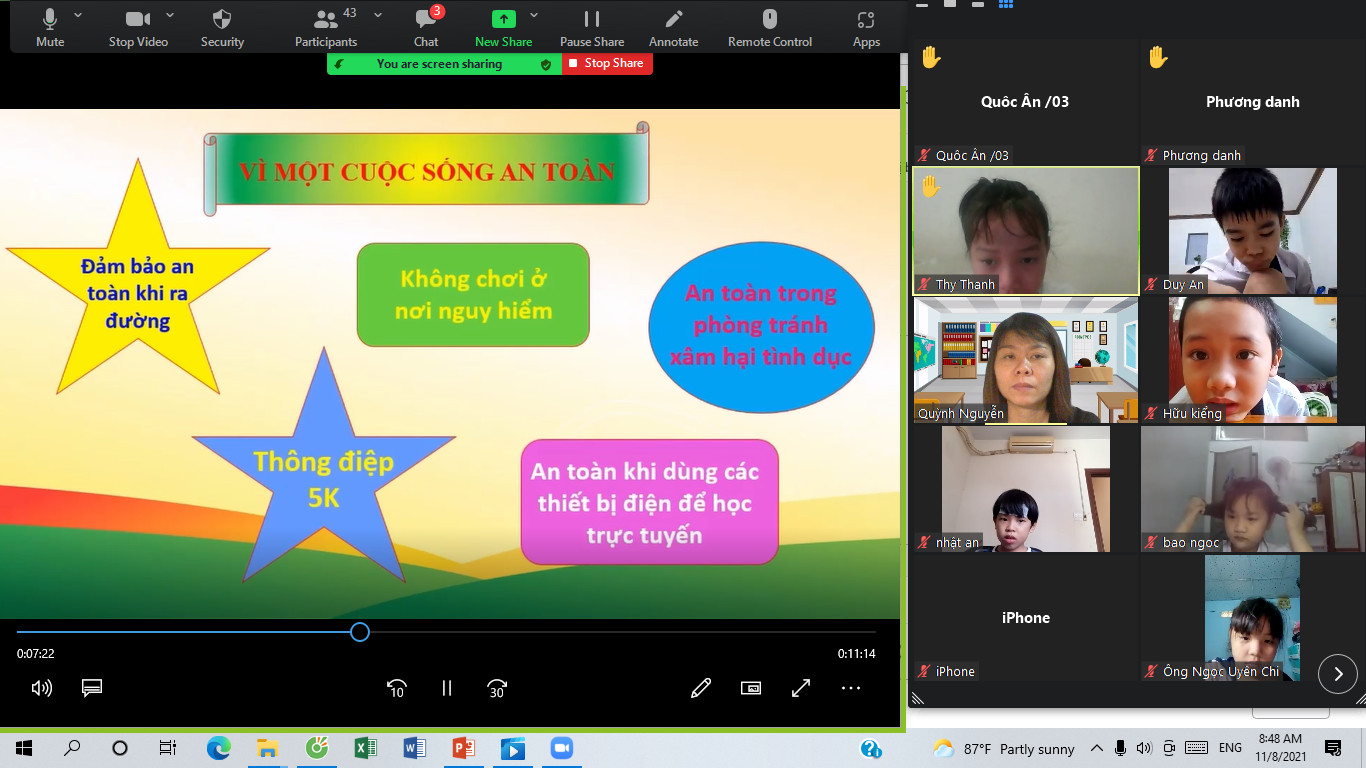 Mute
Stop Video
Security
Participants
43
Chat
3
New Share
Pause Share
Annotate
Remote Control
Apps
You are screen sharing
Stop Share
VÌ MỘT CUỘC SỐNG AN TOÀN
Đảm bảo an
toàn khi ra
đường
Không chơi ở
nơi nguy hiểm
An toàn trong
phòng tránh
xâm hại tình dục
Thông điệp
5K
An toàn khi dùng các
thiết bị điện để học
trực tuyến
0:07:22
0:11:14
10
30
Quôc Ân /03
Quôc Ân /03
Phương danh
Phương danh
Thy Thanh
Duy An
Quỳnh Nguyễn
Hữu kiểng
nhật an
bao ngoc
iPhone
iPhone
Ông Ngọc Uyên Chi
87°F Partly sunny
ENG
8:48 AM
11/8/2021